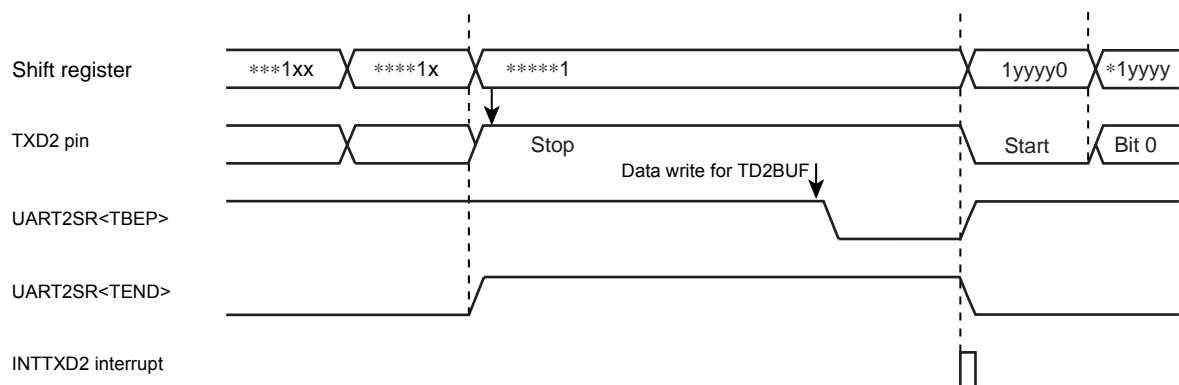 Shift register ***1xx ****1x *****1 1yyyy0 *1yyyy
TXD2 pin Stop Start Bit 0
Data write for TD2BUF
UART2SR<TBEP>
UART2SR<TEND>
INTTXD2 interrupt